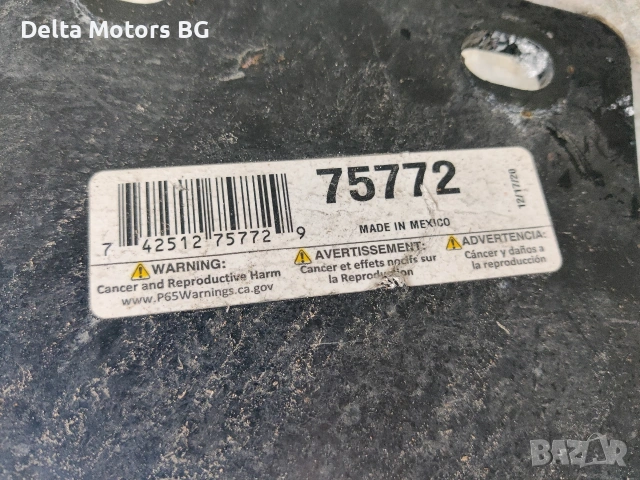 Delta Motors BG
75772
12/17/20
7 42512 75772 9
MADE IN MEXICO
WARNING:
Cancer and Reproductive Harm
www.P65Warnings.ca.gov
AVERTISSEMENT:
Cancer et effets nocifs sur
la Reproduction
ADVERTENCIA:
Cáncer y daños a
la reproducción
BAZAR